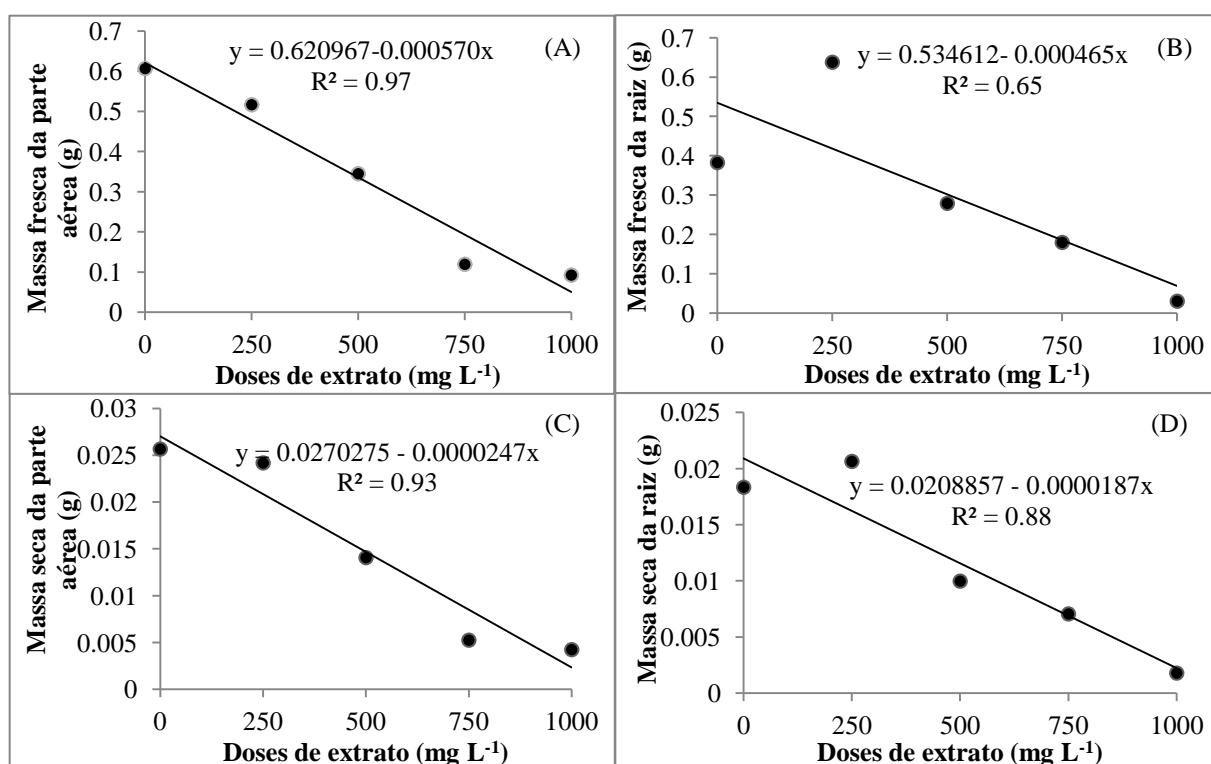 (A)
y = 0.620967-0.000570x
R² = 0.97
Massa fresca da parte
aérea (g)
0.7
0.6
0.5
0.4
0.3
0.2
0.1
0
0 250 500 750 1000
Doses de extrato (mg L⁻¹)
(B)
y = 0.534612- 0.000465x
R² = 0.65
Massa fresca da raiz (g)
0.7
0.6
0.5
0.4
0.3
0.2
0.1
0
0 250 500 750 1000
Doses de extrato (mg L⁻¹)
(C)
y = 0.0270275 - 0.0000247x
R² = 0.93
Massa seca da parte
aérea (g)
0.03
0.025
0.02
0.015
0.01
0.005
0
0 250 500 750 1000
Doses de extrato (mg L⁻¹)
(D)
y = 0.0208857 - 0.0000187x
R² = 0.88
Massa seca da raiz (g)
0.025
0.02
0.015
0.01
0.005
0
0 250 500 750 1000
Doses de extrato (mg L⁻¹)